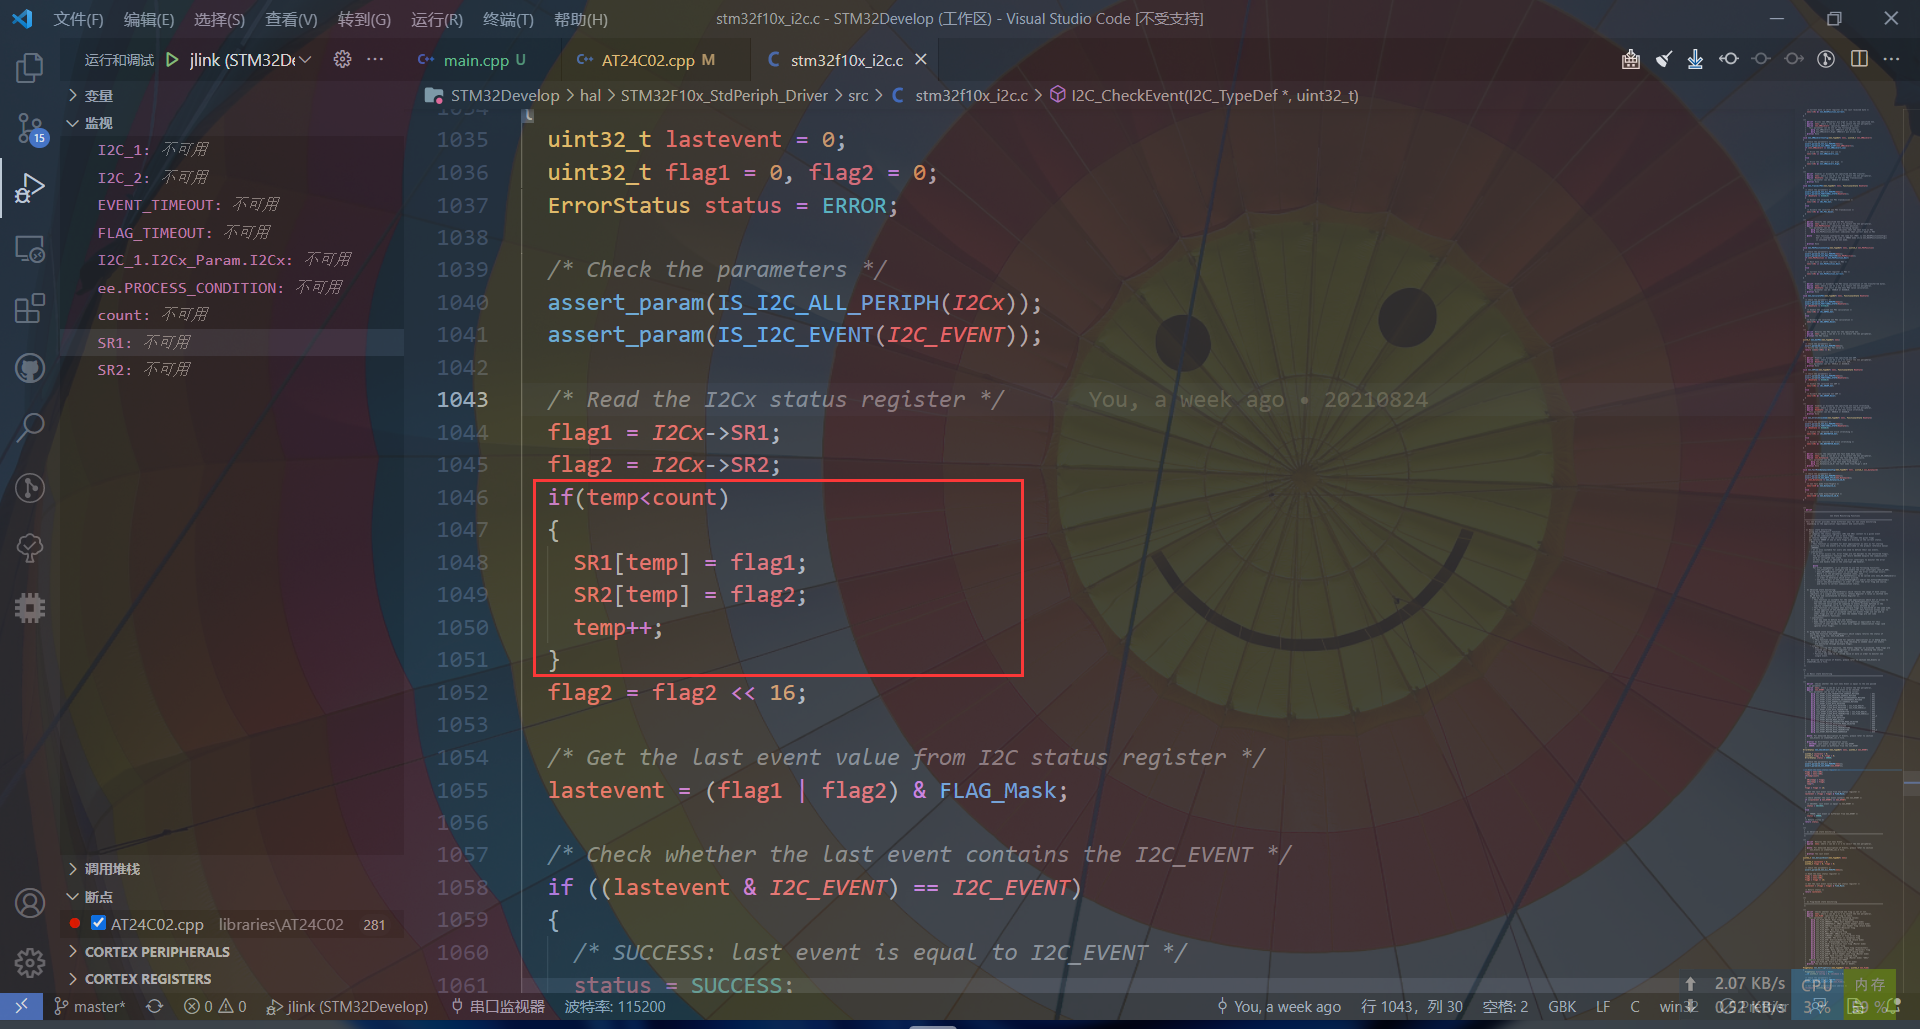 文件(F) 编辑(E) 选择(S) 查看(V) 转到(G) 运行(R) 终端(T) 帮助(H) stm32f10x_i2c.c - STM32Develop (工作区) - Visual Studio Code [不受支持]
运行和调试 jlink (STM32De ··· main.cpp U AT24C02.cpp M C stm32f10x_i2c.c
STM32Develop > hal > STM32F10x_StdPeriph_Driver > src > C stm32f10x_i2c.c > I2C_CheckEvent(I2C_TypeDef *, uint32_t)
变量
监视
I2C_1: 不可用
I2C_2: 不可用
EVENT_TIMEOUT: 不可用
FLAG_TIMEOUT: 不可用
I2C_1.I2Cx_Param.I2Cx: 不可用
ee.PROCESS_CONDITION: 不可用
count: 不可用
SR1: 不可用
SR2: 不可用
15
调用堆栈
断点
AT24C02.cpp libraries\AT24C02 281
CORTEX PERIPHERALS
CORTEX REGISTERS
1034
1035 uint32_t lastevent = 0;
1036 uint32_t flag1 = 0, flag2 = 0;
1037 ErrorStatus status = ERROR;
1038
1039 /* Check the parameters */
1040 assert_param(IS_I2C_ALL_PERIPH(I2Cx));
1041 assert_param(IS_I2C_EVENT(I2C_EVENT));
1042
1043 /* Read the I2Cx status register */ You, a week ago • 20210824
1044 flag1 = I2Cx->SR1;
1045 flag2 = I2Cx->SR2;
1046 if(temp<count)
1047 {
1048 SR1[temp] = flag1;
1049 SR2[temp] = flag2;
1050 temp++;
1051 }
1052 flag2 = flag2 << 16;
1053
1054 /* Get the last event value from I2C status register */
1055 lastevent = (flag1 | flag2) & FLAG_Mask;
1056
1057 /* Check whether the last event contains the I2C_EVENT */
1058 if ((lastevent & I2C_EVENT) == I2C_EVENT)
1059 {
1060 /* SUCCESS: last event is equal to I2C_EVENT */
1061 status = SUCCESS;
2.07 KB/s CPU 内存
master* 0 0 jlink (STM32Develop) 串口监视器 波特率: 115200 You, a week ago 行 1043，列 30 空格: 2 GBK LF C win32 0.52 KB/s